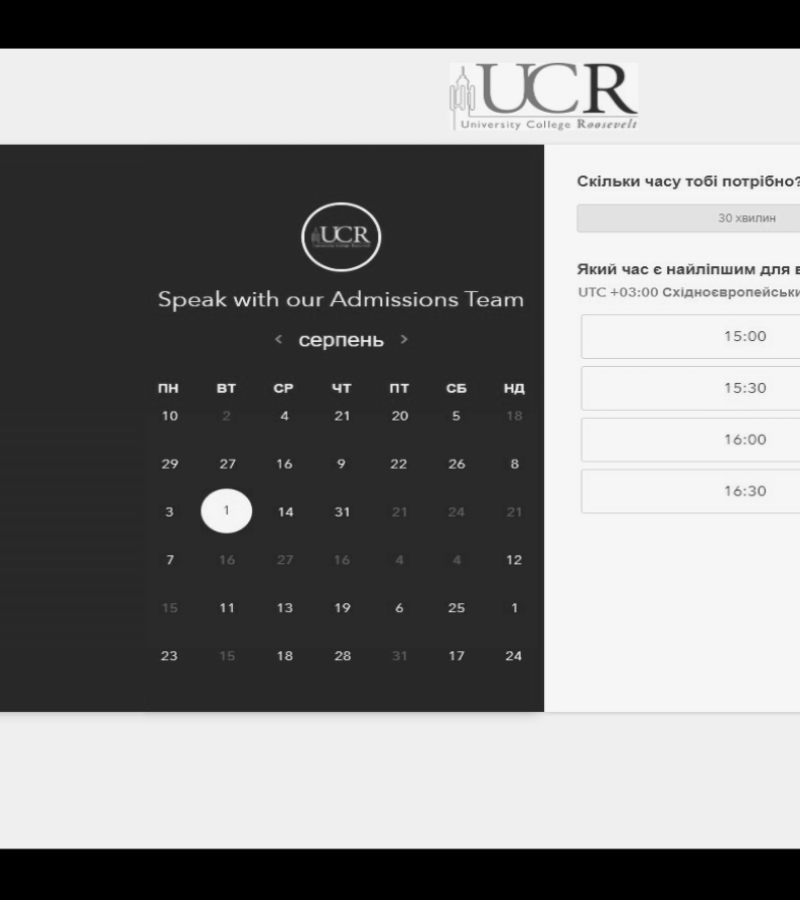 UCR
University College Roosevelt
UCR
Speak with our Admissions Team
< серпень >
ПН ВТ СР ЧТ ПТ СБ НД
10 2 4 21 20 5 18
29 27 16 9 22 26 8
3 1 14 31 21 24 21
7 16 27 16 4 4 12
15 11 13 19 6 25 1
23 15 18 28 31 17 24
Скільки часу тобі потрібно?
30 хвилин
Який час є найліпшим для
UTC +03:00 Східноєвропейськи
15:00
15:30
16:00
16:30